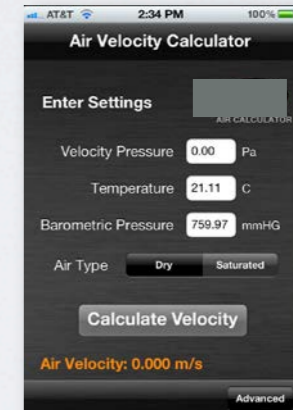 AT&T 2:34 PM 100%
Air Velocity Calculator
Enter Settings
AIR CALCULATOR
Velocity Pressure 0.00 Pa
Temperature 21.11 C
Barometric Pressure 759.97 mmHG
Air Type Dry Saturated
Calculate Velocity
Air Velocity: 0.000 m/s
Advanced